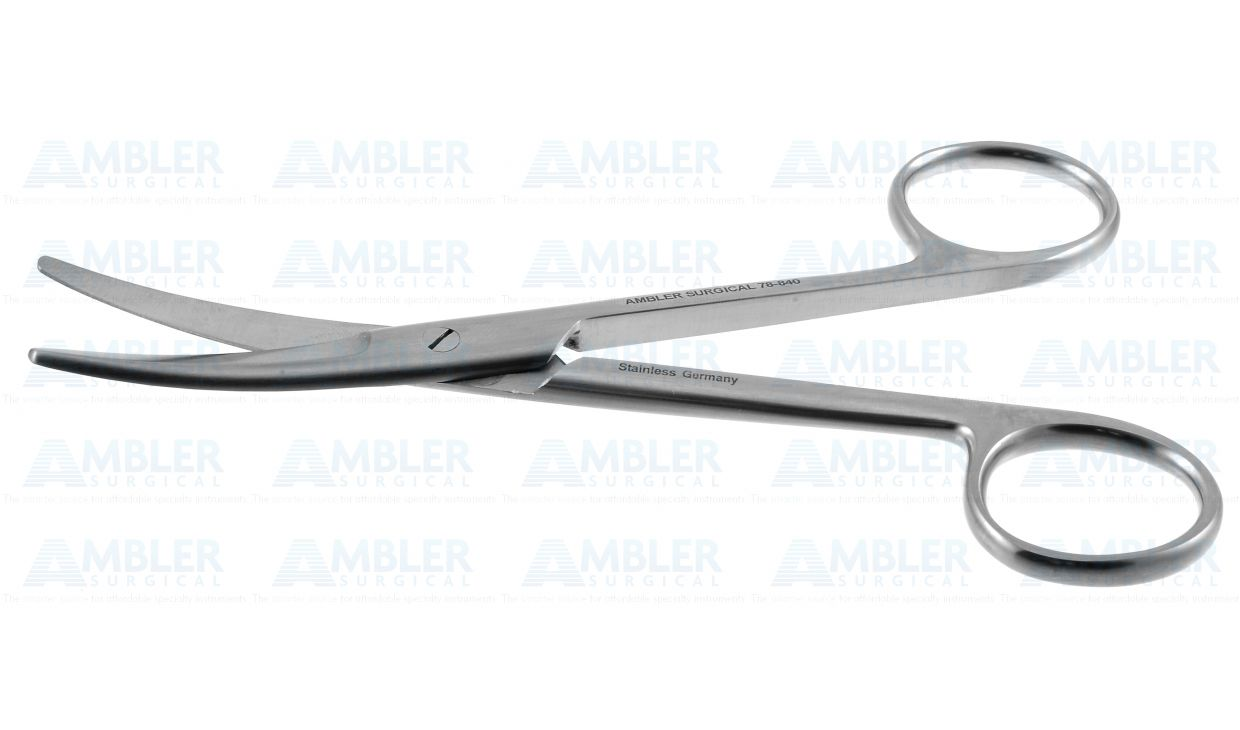 AMBLER SURGICAL 78-840
Stainless Germany
AMBLER
SURGICAL
The smarter source for affordable specialty instruments